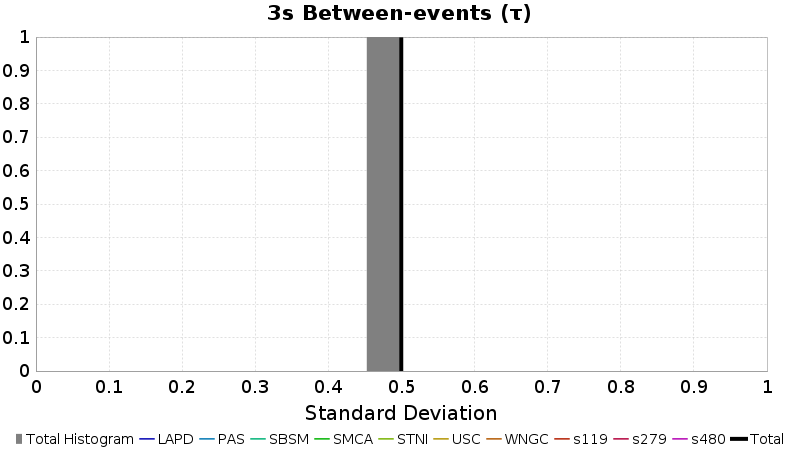 3s Between-events (τ)
1
0.9
0.8
0.7
0.6
0.5
0.4
0.3
0.2
0.1
0
0 0.1 0.2 0.3 0.4 0.5 0.6 0.7 0.8 0.9 1
Standard Deviation
Total Histogram LAPD PAS SBSM SMCA STNI USC WNGC s119 s279 s480 Total